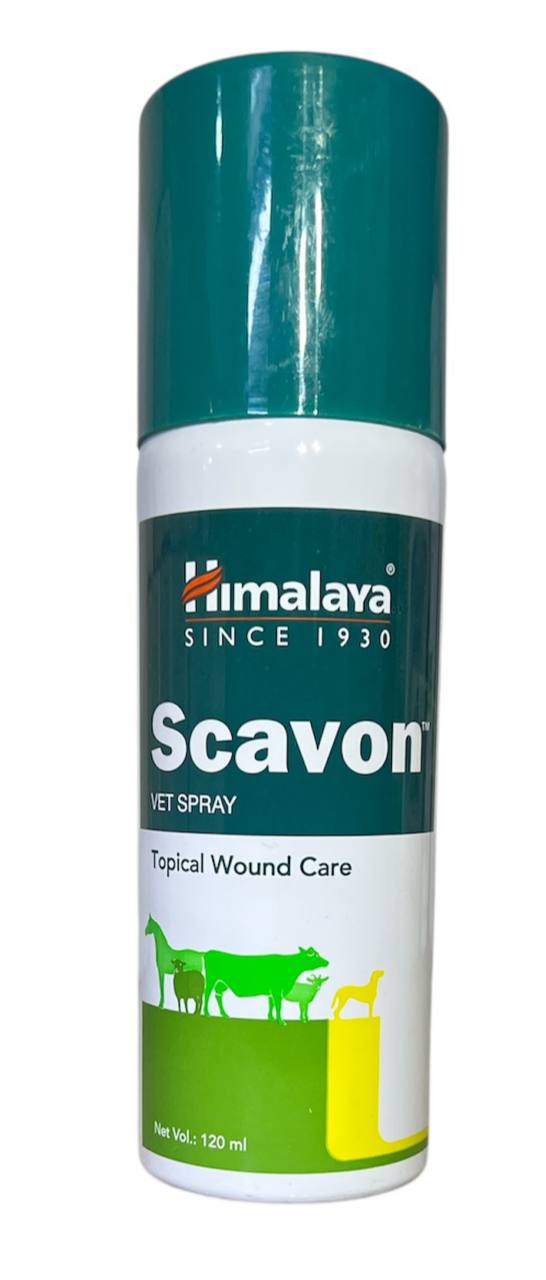 Himalaya®
SINCE 1930
Scavon™
VET SPRAY
Topical Wound Care
Net Vol.: 120 ml